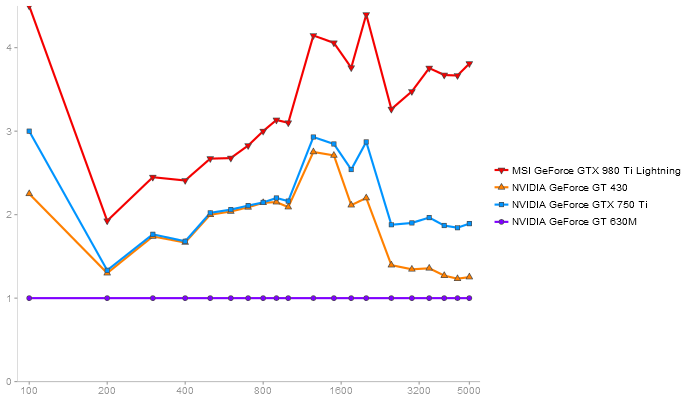 4
3
2
1
0
100 200 400 800 1600 3200 5000
MSI GeForce GTX 980 Ti Lightning
NVIDIA GeForce GT 430
NVIDIA GeForce GTX 750 Ti
NVIDIA GeForce GT 630M